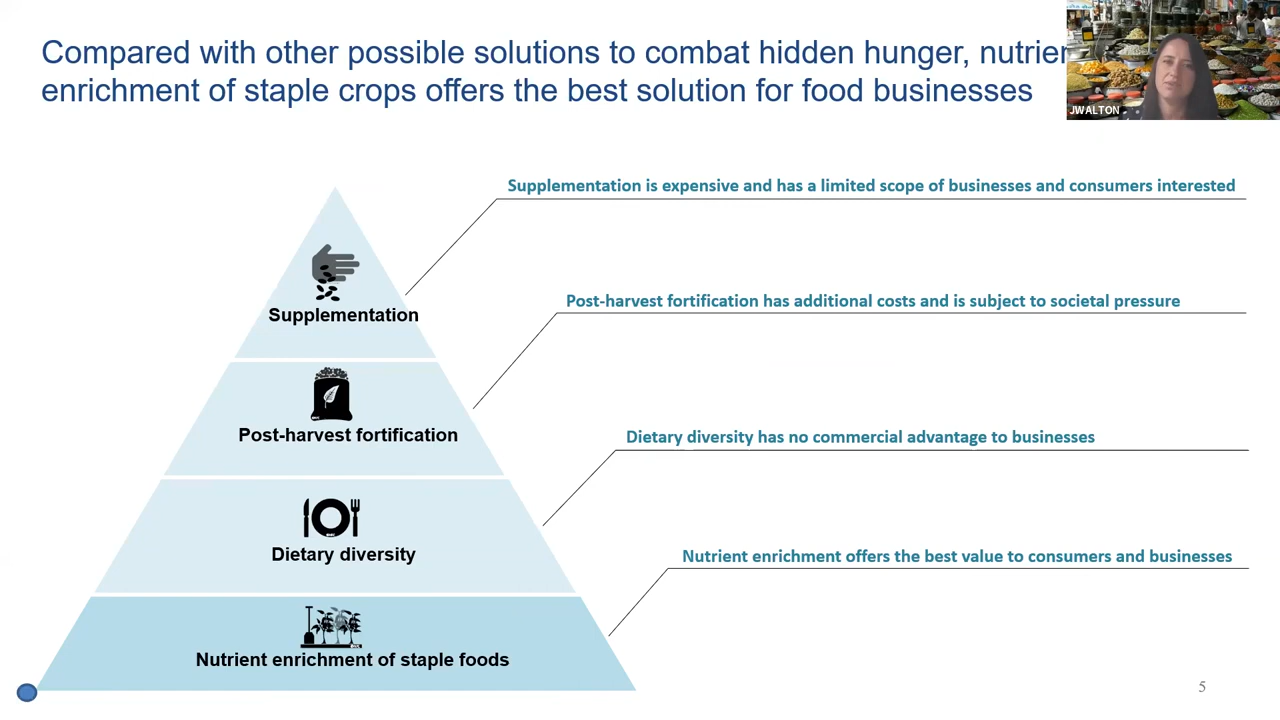 Compared with other possible solutions to combat hidden hunger, nutrien
enrichment of staple crops offers the best solution for food businesses
JWALTON
Supplementation is expensive and has a limited scope of businesses and consumers interested
Supplementation
Post-harvest fortification has additional costs and is subject to societal pressure
Post-harvest fortification
Dietary diversity has no commercial advantage to businesses
Dietary diversity
Nutrient enrichment offers the best value to consumers and businesses
Nutrient enrichment of staple foods
5